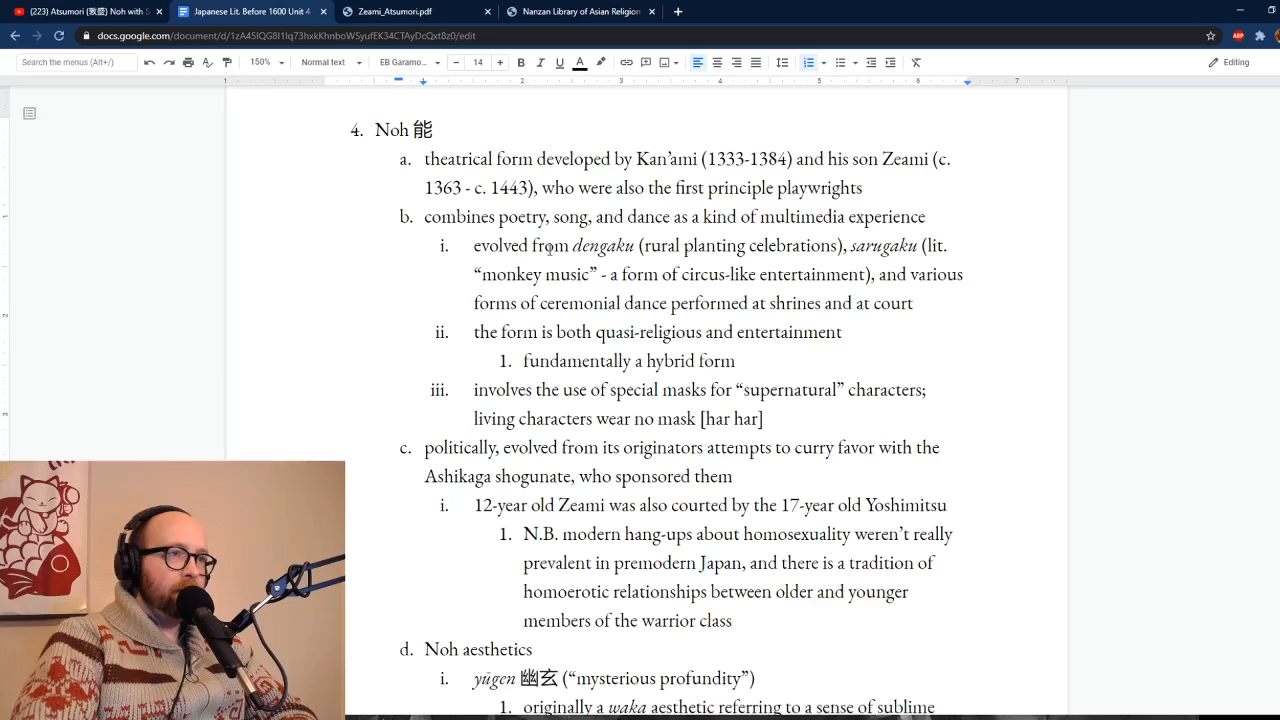 (223) Atsumori (敦盛) Noh with S
Japanese Lit. Before 1600 Unit 4
Zeami_Atsumori.pdf
Nanzan Library of Asian Religion
docs.google.com/document/d/1zA45IQG8I1Iq73hxkKhnboWSyufEK34CTAyDcQxt8z0/edit
Search the menus (Alt+/)
150%
Normal text
EB Garamo...
14
Editing
1 1 2 3 4 5 6 7
4. Noh 能
a. theatrical form developed by Kan’ami (1333-1384) and his son Zeami (c.
1363 - c. 1443), who were also the first principle playwrights
b. combines poetry, song, and dance as a kind of multimedia experience
i. evolved from dengaku (rural planting celebrations), sarugaku (lit.
“monkey music” - a form of circus-like entertainment), and various
forms of ceremonial dance performed at shrines and at court
ii. the form is both quasi-religious and entertainment
1. fundamentally a hybrid form
iii. involves the use of special masks for “supernatural” characters;
living characters wear no mask [har har]
c. politically, evolved from its originators attempts to curry favor with the
Ashikaga shogunate, who sponsored them
i. 12-year old Zeami was also courted by the 17-year old Yoshimitsu
1. N.B. modern hang-ups about homosexuality weren’t really
prevalent in premodern Japan, and there is a tradition of
homoerotic relationships between older and younger
members of the warrior class
d. Noh aesthetics
i. yūgen 幽玄 (“mysterious profundity”)
1. originally a waka aesthetic referring to a sense of sublime